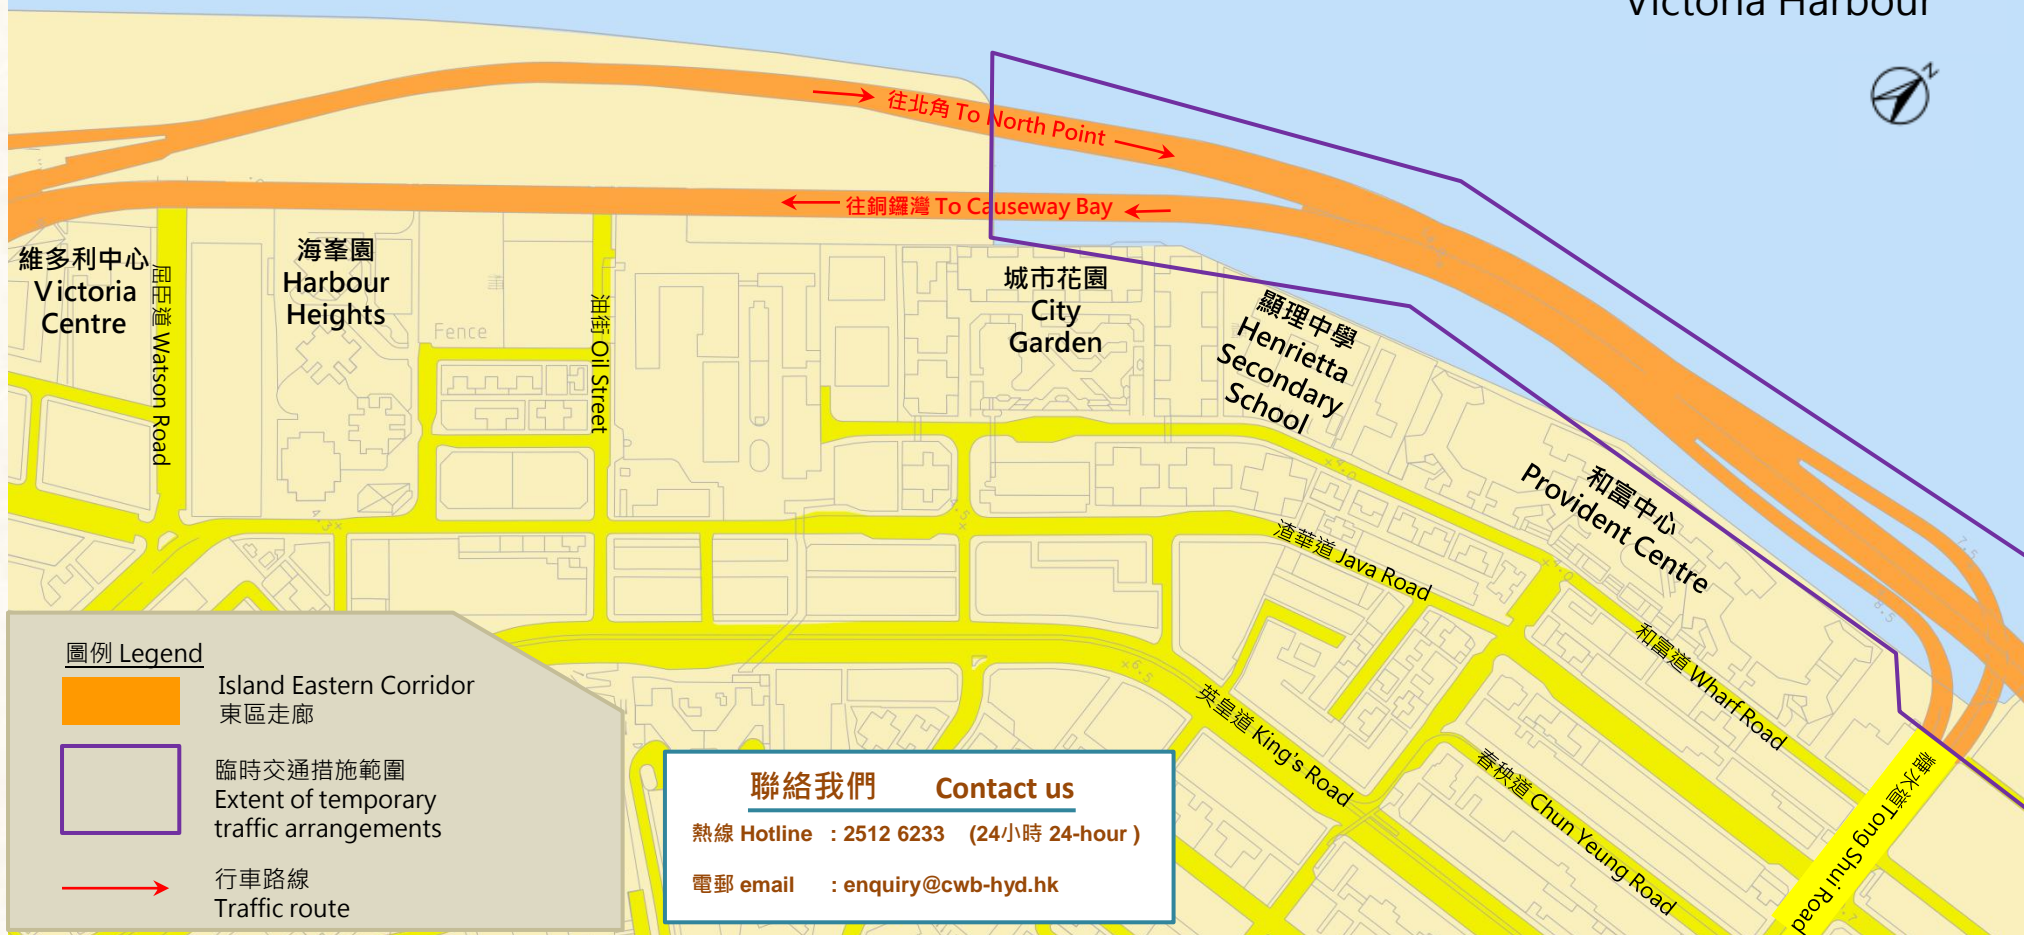 Victoria Harbour
N
往北角 To North Point
往銅鑼灣 To Causeway Bay
維多利中心
Victoria
Centre
屈臣道 Watson Road
海峯園
Harbour
Heights
Fence
油街 Oil Street
城市花園
City
Garden
顯理中學
Henrietta
Secondary
School
和富中心
Provident Centre
渣華道 Java Road
和富道 Wharf Road
英皇道 King's Road
春秧道 Chun Yeung Road
糖水道 Tong Shui Road
圖例 Legend
Island Eastern Corridor
東區走廊
臨時交通措施範圍
Extent of temporary
traffic arrangements
行車路線
Traffic route
聯絡我們 Contact us
熱線 Hotline : 2512 6233 (24小時 24-hour )
電郵 email : enquiry@cwb-hyd.hk